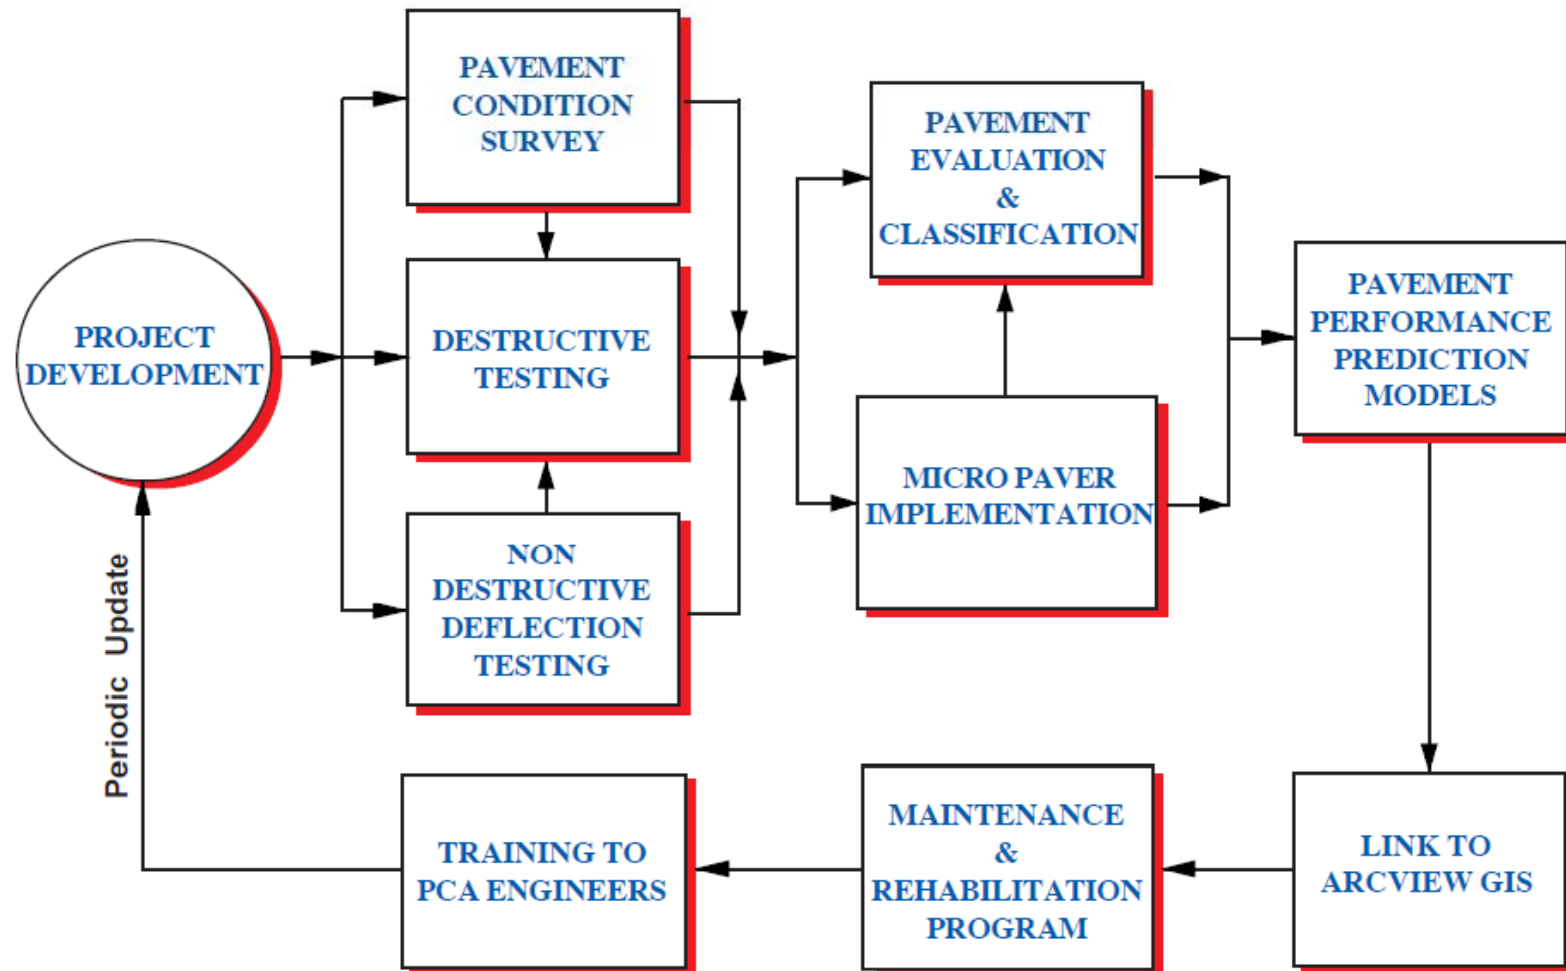 PAVEMENT
CONDITION
SURVEY
PAVEMENT
EVALUATION
&
CLASSIFICATION
PROJECT
DEVELOPMENT
DESTRUCTIVE
TESTING
PAVEMENT
PERFORMANCE
PREDICTION
MODELS
MICRO PAVER
IMPLEMENTATION
NON
DESTRUCTIVE
DEFLECTION
TESTING
Periodic Update
TRAINING TO
PCA ENGINEERS
MAINTENANCE
&
REHABILITATION
PROGRAM
LINK TO
ARCVIEW GIS